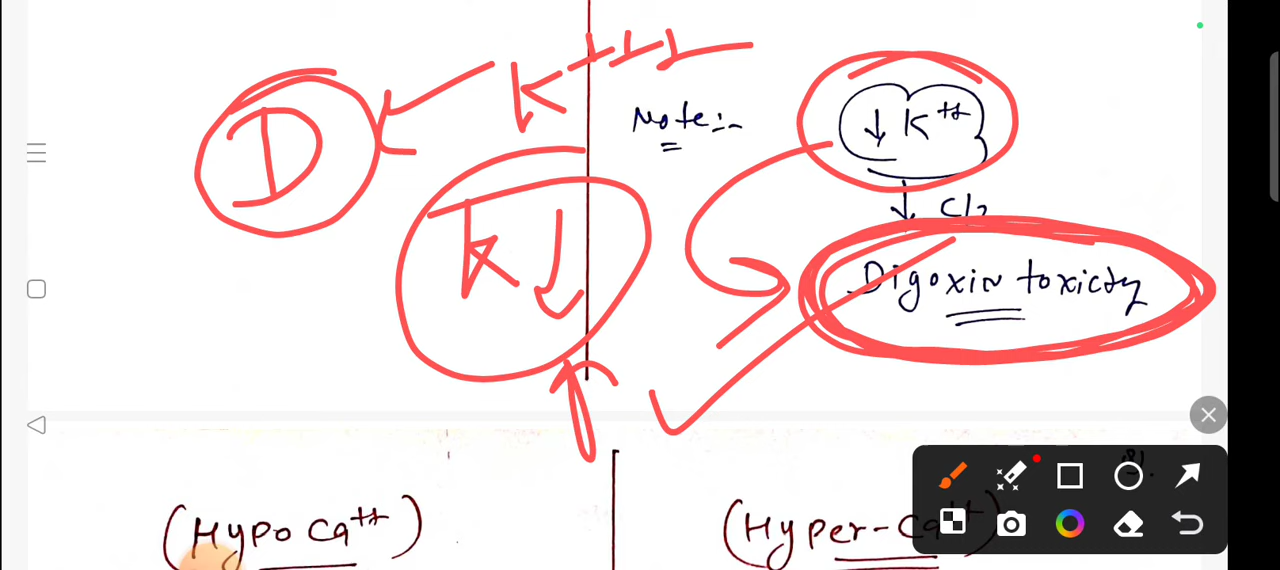 K+++
D
Note:-
↓ K++
K↓
↓ C/s
Digoxin toxicity
(Hypo Ca++)
(Hyper-Ca++)